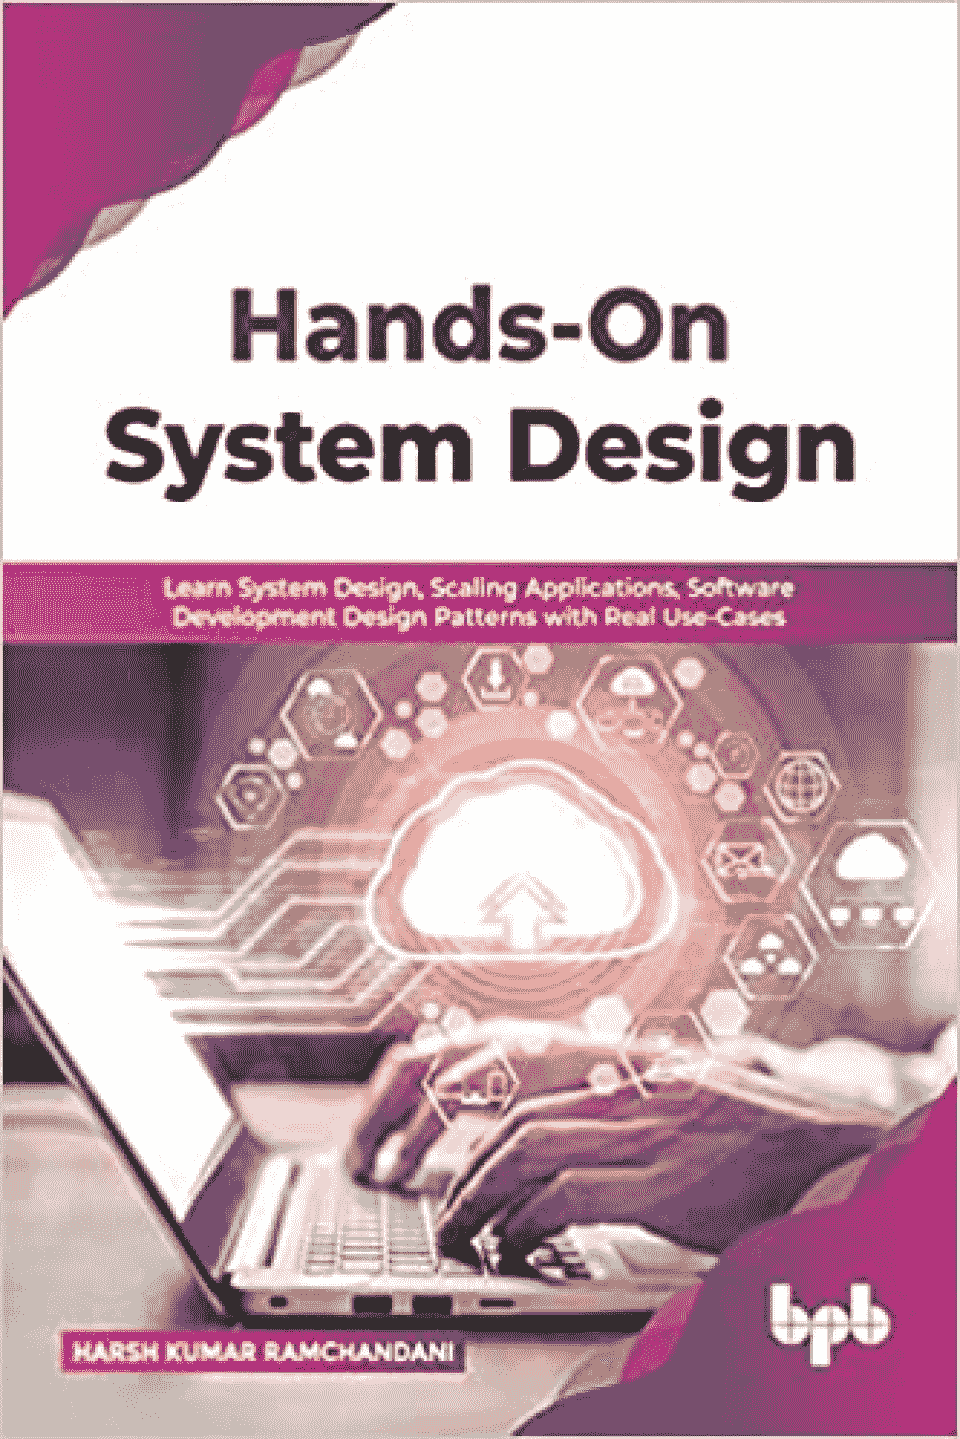 Hands-On
System Design
Learn System Design, Scaling Applications, Software
Development Design Patterns with Real Use-Cases
HARSH KUMAR RAMCHANDANI
bpb